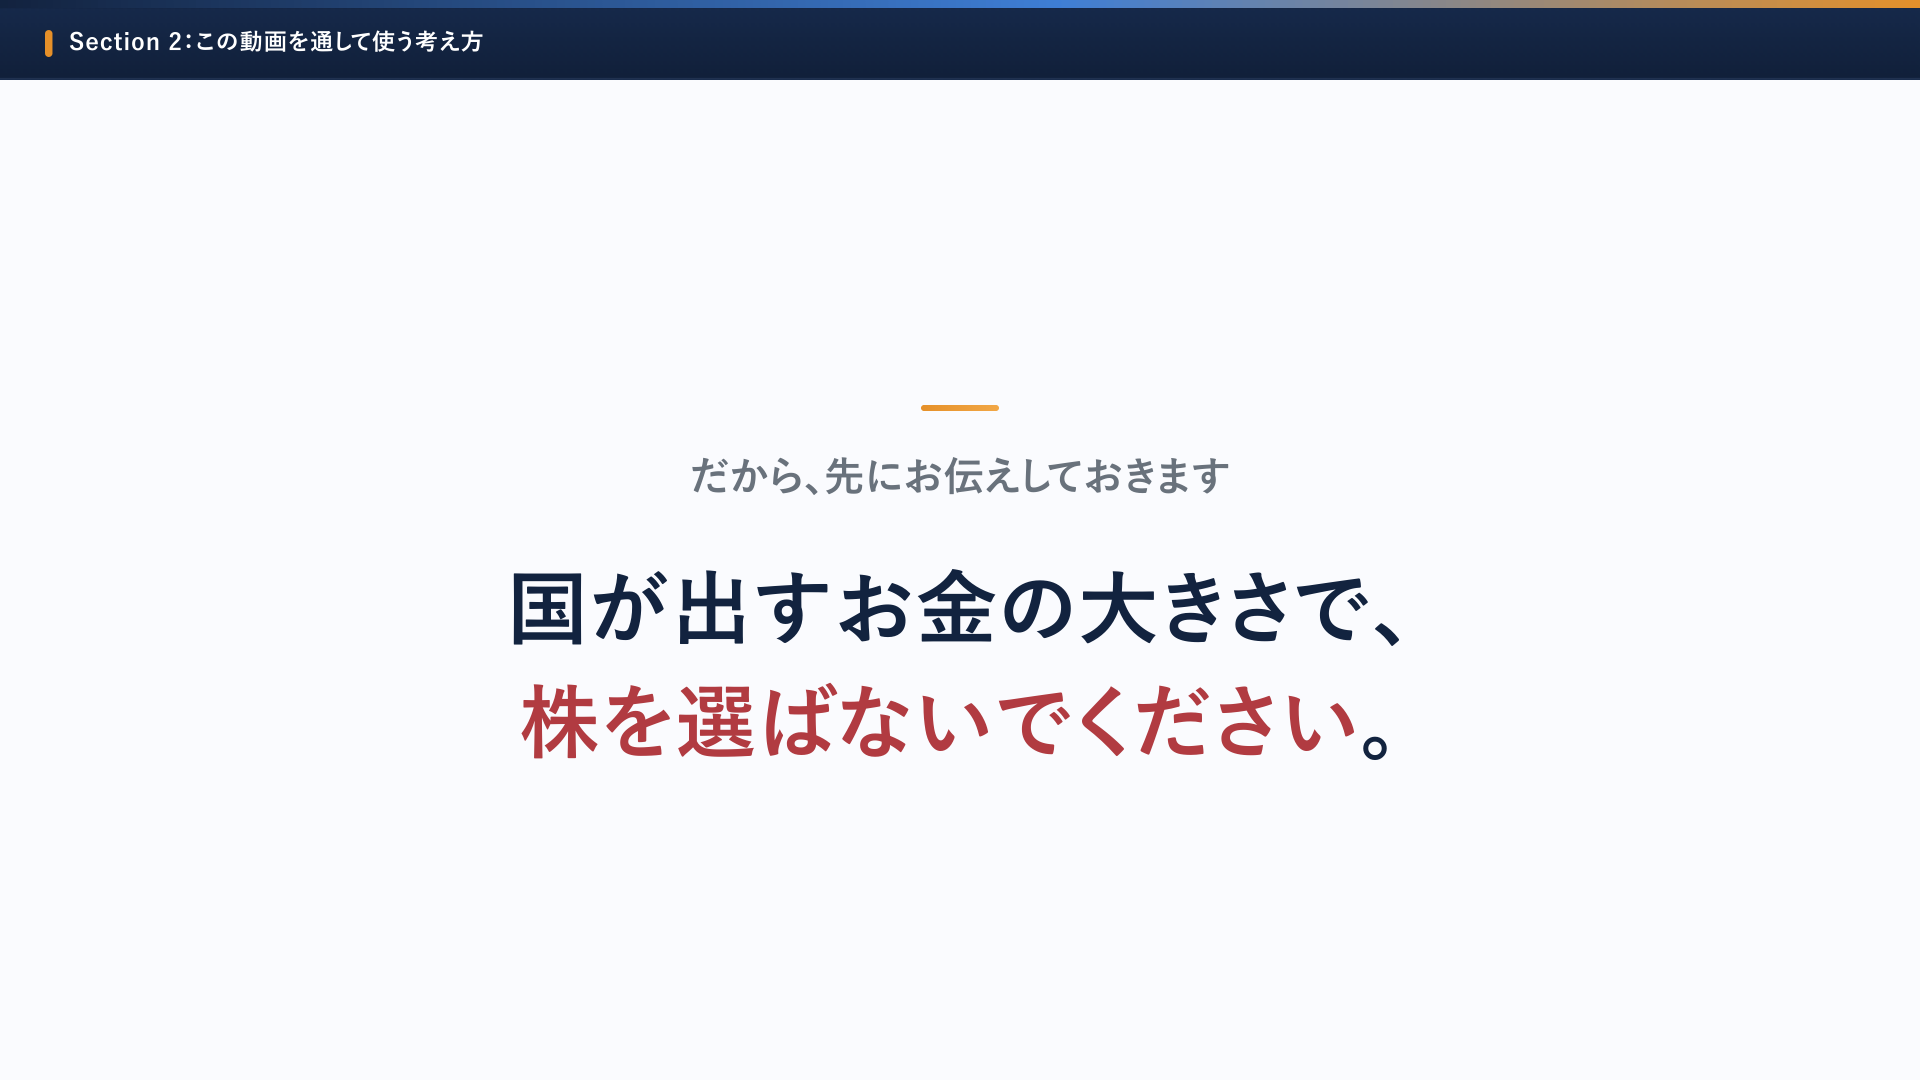 Section 2：この動画を通して使う考え方
だから、先にお伝えしておきます
国が出すお金の大きさで、
株を選ばないでください。